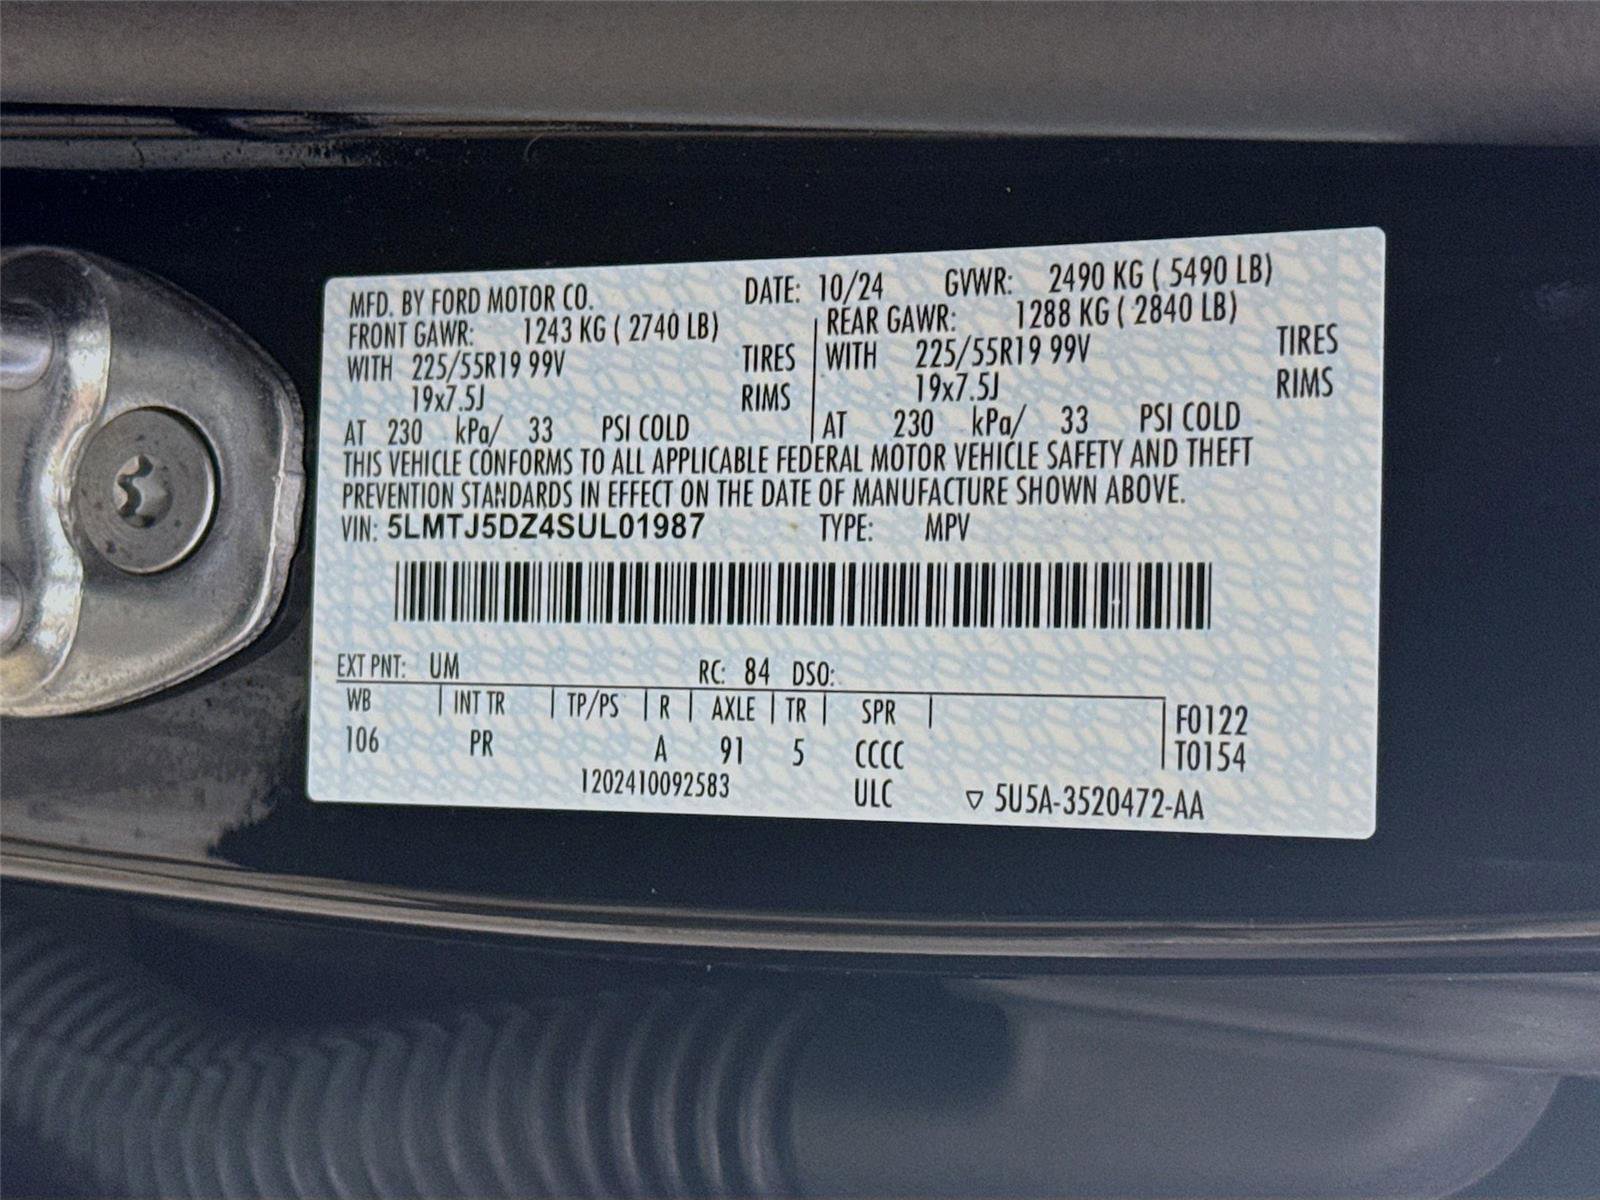 MFD. BY FORD MOTOR CO. DATE: 10/24 GVWR: 2490 KG ( 5490 LB)
FRONT GAWR: 1243 KG ( 2740 LB) REAR GAWR: 1288 KG ( 2840 LB)
WITH 225/55R19 99V TIRES WITH 225/55R19 99V TIRES
19x7.5J RIMS 19x7.5J RIMS
AT 230 kPa/ 33 PSI COLD AT 230 kPa/ 33 PSI COLD
THIS VEHICLE CONFORMS TO ALL APPLICABLE FEDERAL MOTOR VEHICLE SAFETY AND THEFT
PREVENTION STANDARDS IN EFFECT ON THE DATE OF MANUFACTURE SHOWN ABOVE.
VIN: 5LMTJ5DZ4SUL01987 TYPE: MPV
EXT PNT: UM RC: 84 DSO:
WB INT TR TP/PS R AXLE TR SPR F0122
106 PR A 91 5 CCCC T0154
1202410092583 ULC ▽ 5U5A-3520472-AA